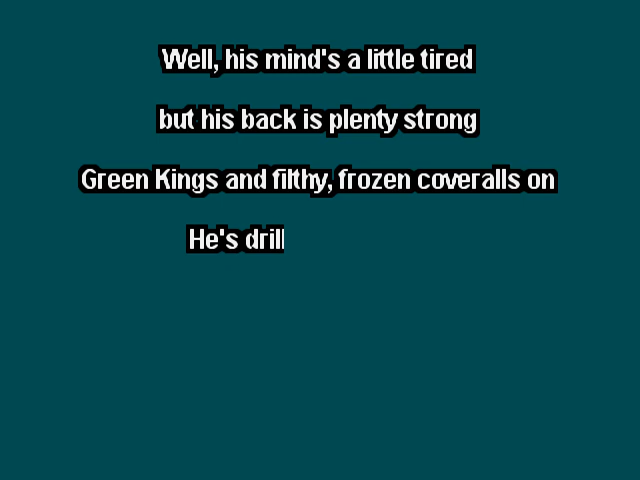 Well, his mind's a little tired
but his back is plenty strong
Green Kings and filthy, frozen coveralls on
He's drill